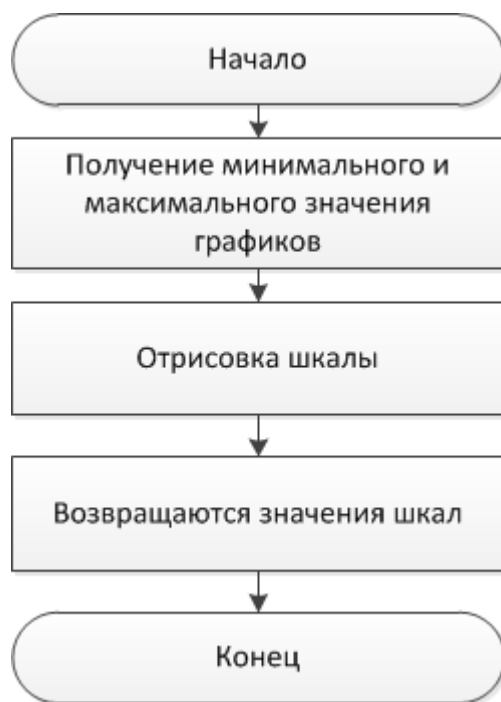 Начало
Получение минимального и
максимального значения
графиков
Отрисовка шкалы
Возвращаются значения шкал
Конец